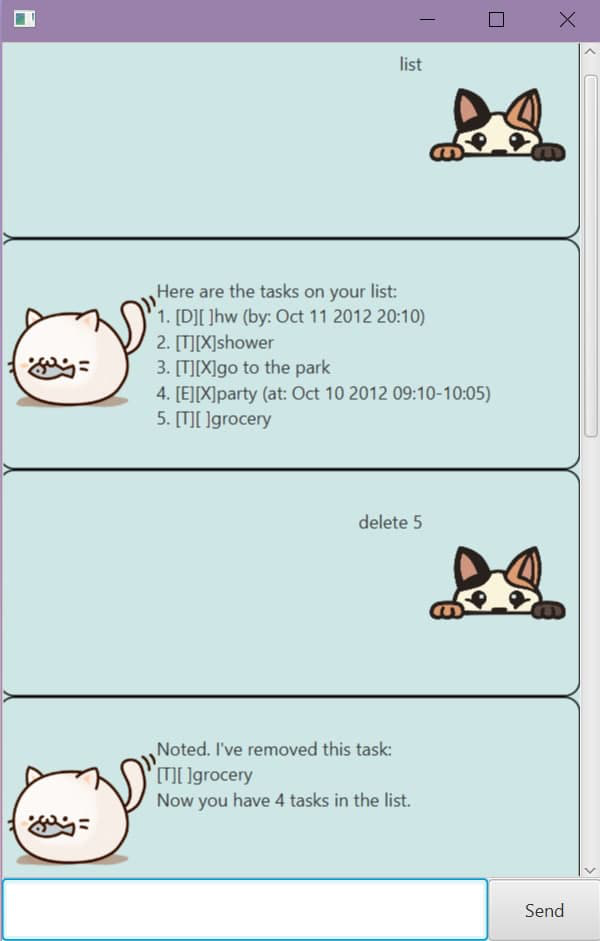 list
Here are the tasks on your list:
1. [D][ ]hw (by: Oct 11 2012 20:10)
2. [T][X]shower
3. [T][X]go to the park
4. [E][X]party (at: Oct 10 2012 09:10-10:05)
5. [T][ ]grocery
delete 5
Noted. I've removed this task:
[T][ ]grocery
Now you have 4 tasks in the list.
Send